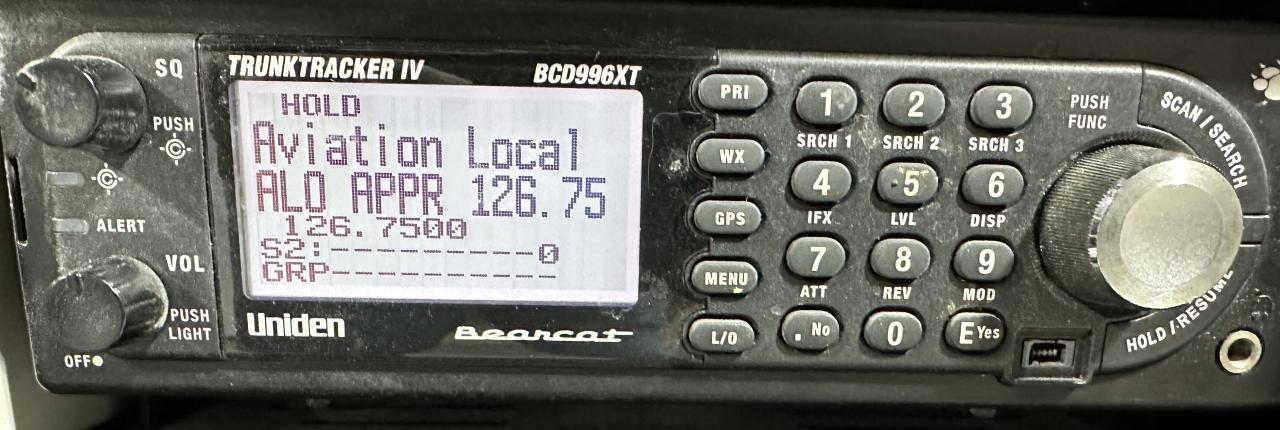 SQ
PUSH
ALERT
VOL
PUSH
LIGHT
OFF
TRUNKTRACKER IV BCD996XT
HOLD
Aviation Local
ALO APPR 126.75
126.7500
S2:----------0
GRP----------
Uniden Bearcat
PRI 1 2 3
SRCH 1 SRCH 2 SRCH 3
WX 4 5 6
IFX LVL DISP
GPS 7 8 9
ATT REV MOD
MENU
L/O . No 0 E Yes
PUSH
FUNC
SCAN / SEARCH
HOLD / RESUME